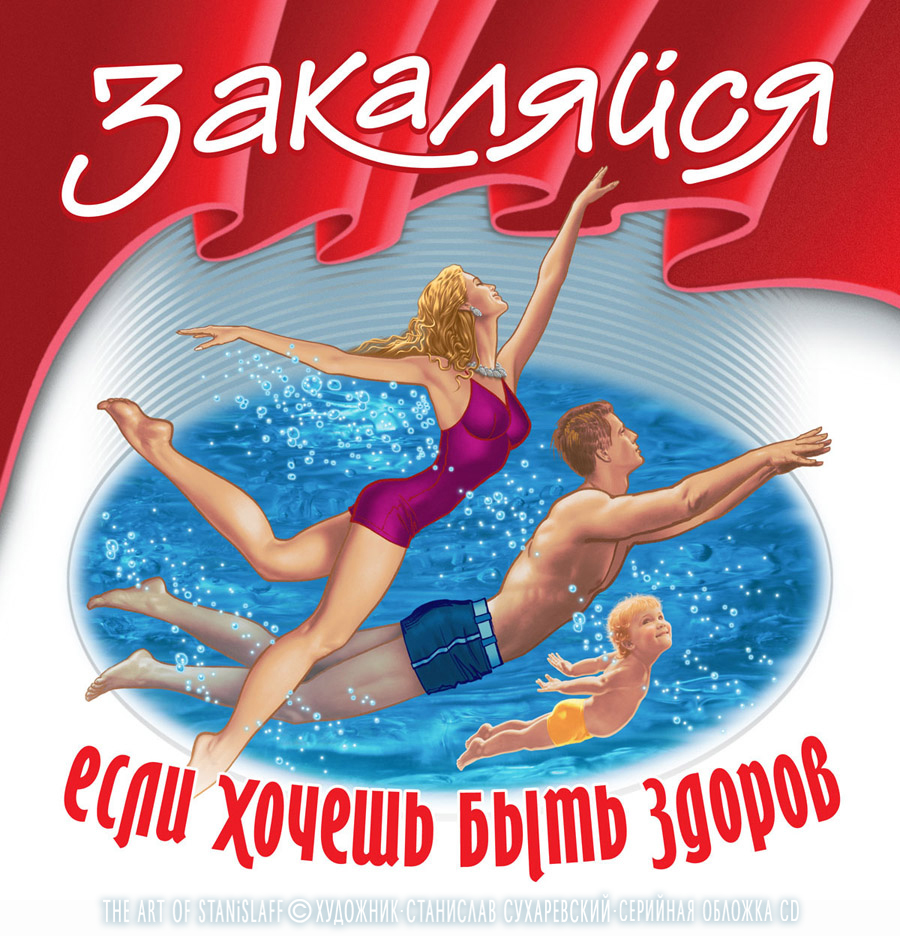 Закаляйся
если хочешь быть здоров
THE ART OF STANiSLAFF © ХУДОЖНИК·СТАНИСЛАВ СУХАРЕВСКИЙ·СЕРИЙНАЯ ОБЛОЖКА CD